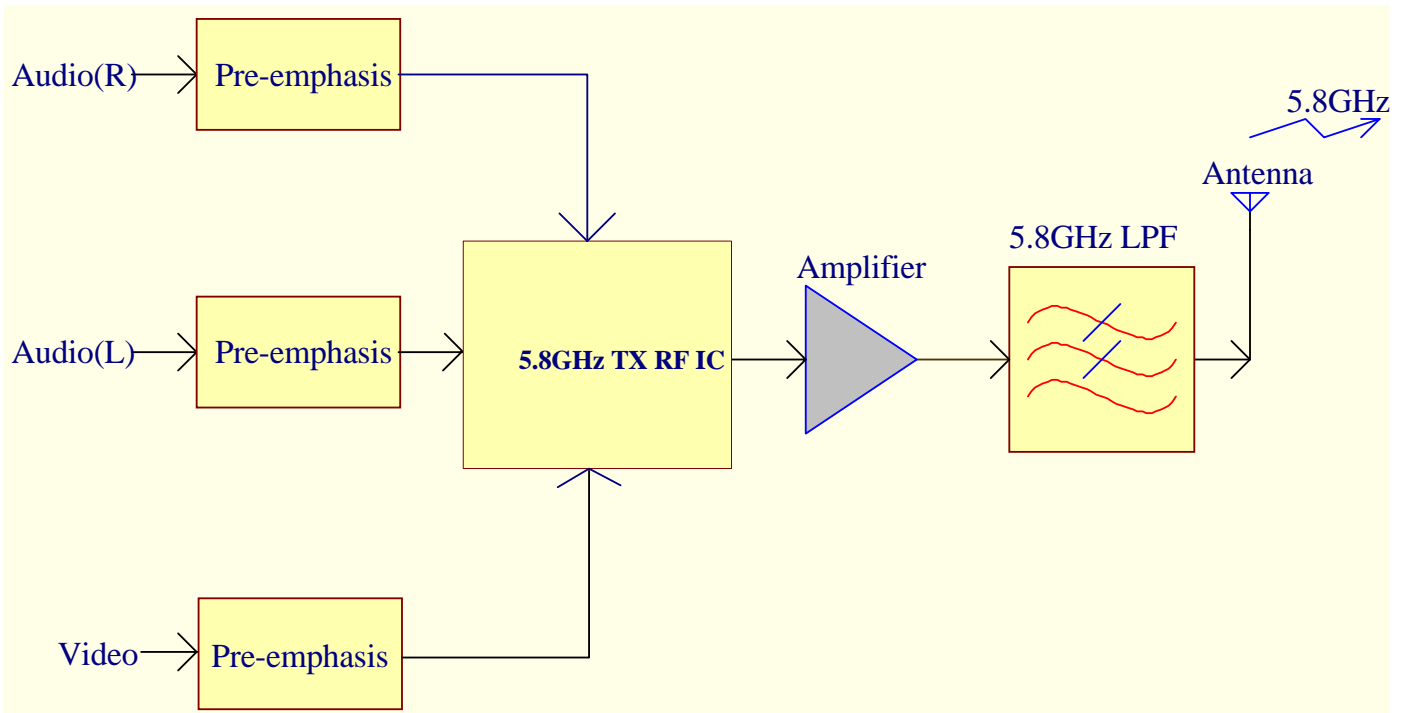 Audio(R)
Pre-emphasis
5.8GHz
Antenna
5.8GHz LPF
Amplifier
Audio(L)
Pre-emphasis
5.8GHz TX RF IC
Video
Pre-emphasis